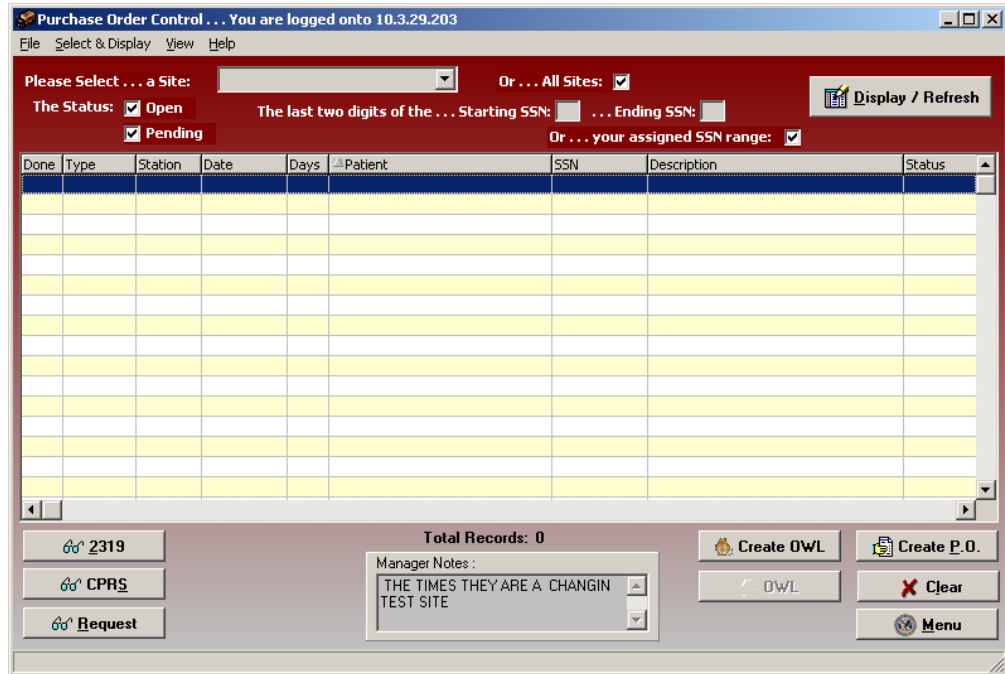 Purchase Order Control . . . You are logged onto 10.3.29.203
File Select & Display View Help
Please Select . . . a Site: Or . . . All Sites:
Display / Refresh
The Status: Open The last two digits of the . . . Starting SSN: . . . Ending SSN:
Pending Or . . . your assigned SSN range:
Done Type Station Date Days Patient SSN Description Status
2319 Total Records: 0 Create OWL Create P.O.
Manager Notes :
CPRS THE TIMES THEY ARE A CHANGIN OWL Clear
TEST SITE
Request Menu